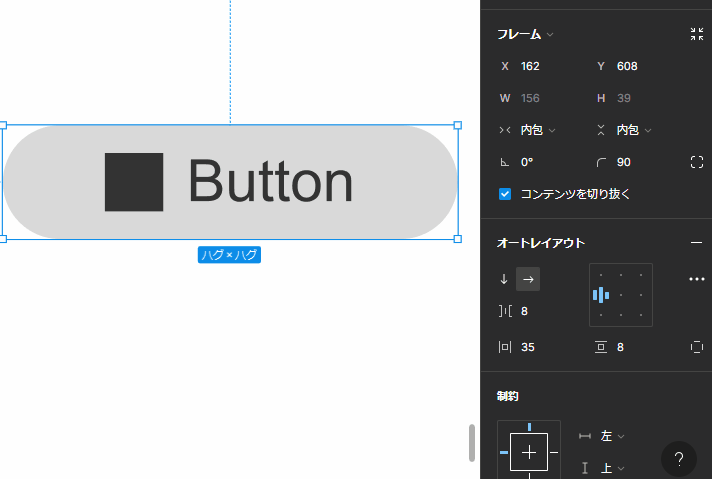 Button
ハグ × ハグ
フレーム
X 162 Y 608
W 156 H 39
内包 内包
0° 90
コンテンツを切り抜く
オートレイアウト
8
35 8
制約
左
上
?